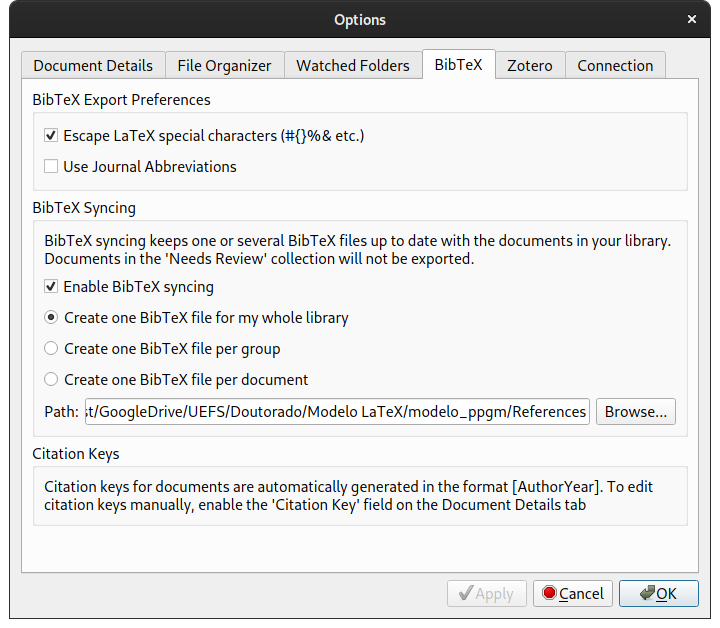 Options
Document Details File Organizer Watched Folders BibTeX Zotero Connection
BibTeX Export Preferences
Escape LaTeX special characters (#{}%& etc.)
Use Journal Abbreviations
BibTeX Syncing
BibTeX syncing keeps one or several BibTeX files up to date with the documents in your library.
Documents in the 'Needs Review' collection will not be exported.
Enable BibTeX syncing
Create one BibTeX file for my whole library
Create one BibTeX file per group
Create one BibTeX file per document
Path: st/GoogleDrive/UEFS/Doutorado/Modelo LaTeX/modelo_ppgm/References Browse...
Citation Keys
Citation keys for documents are automatically generated in the format [AuthorYear]. To edit
citation keys manually, enable the 'Citation Key' field on the Document Details tab
Apply Cancel OK